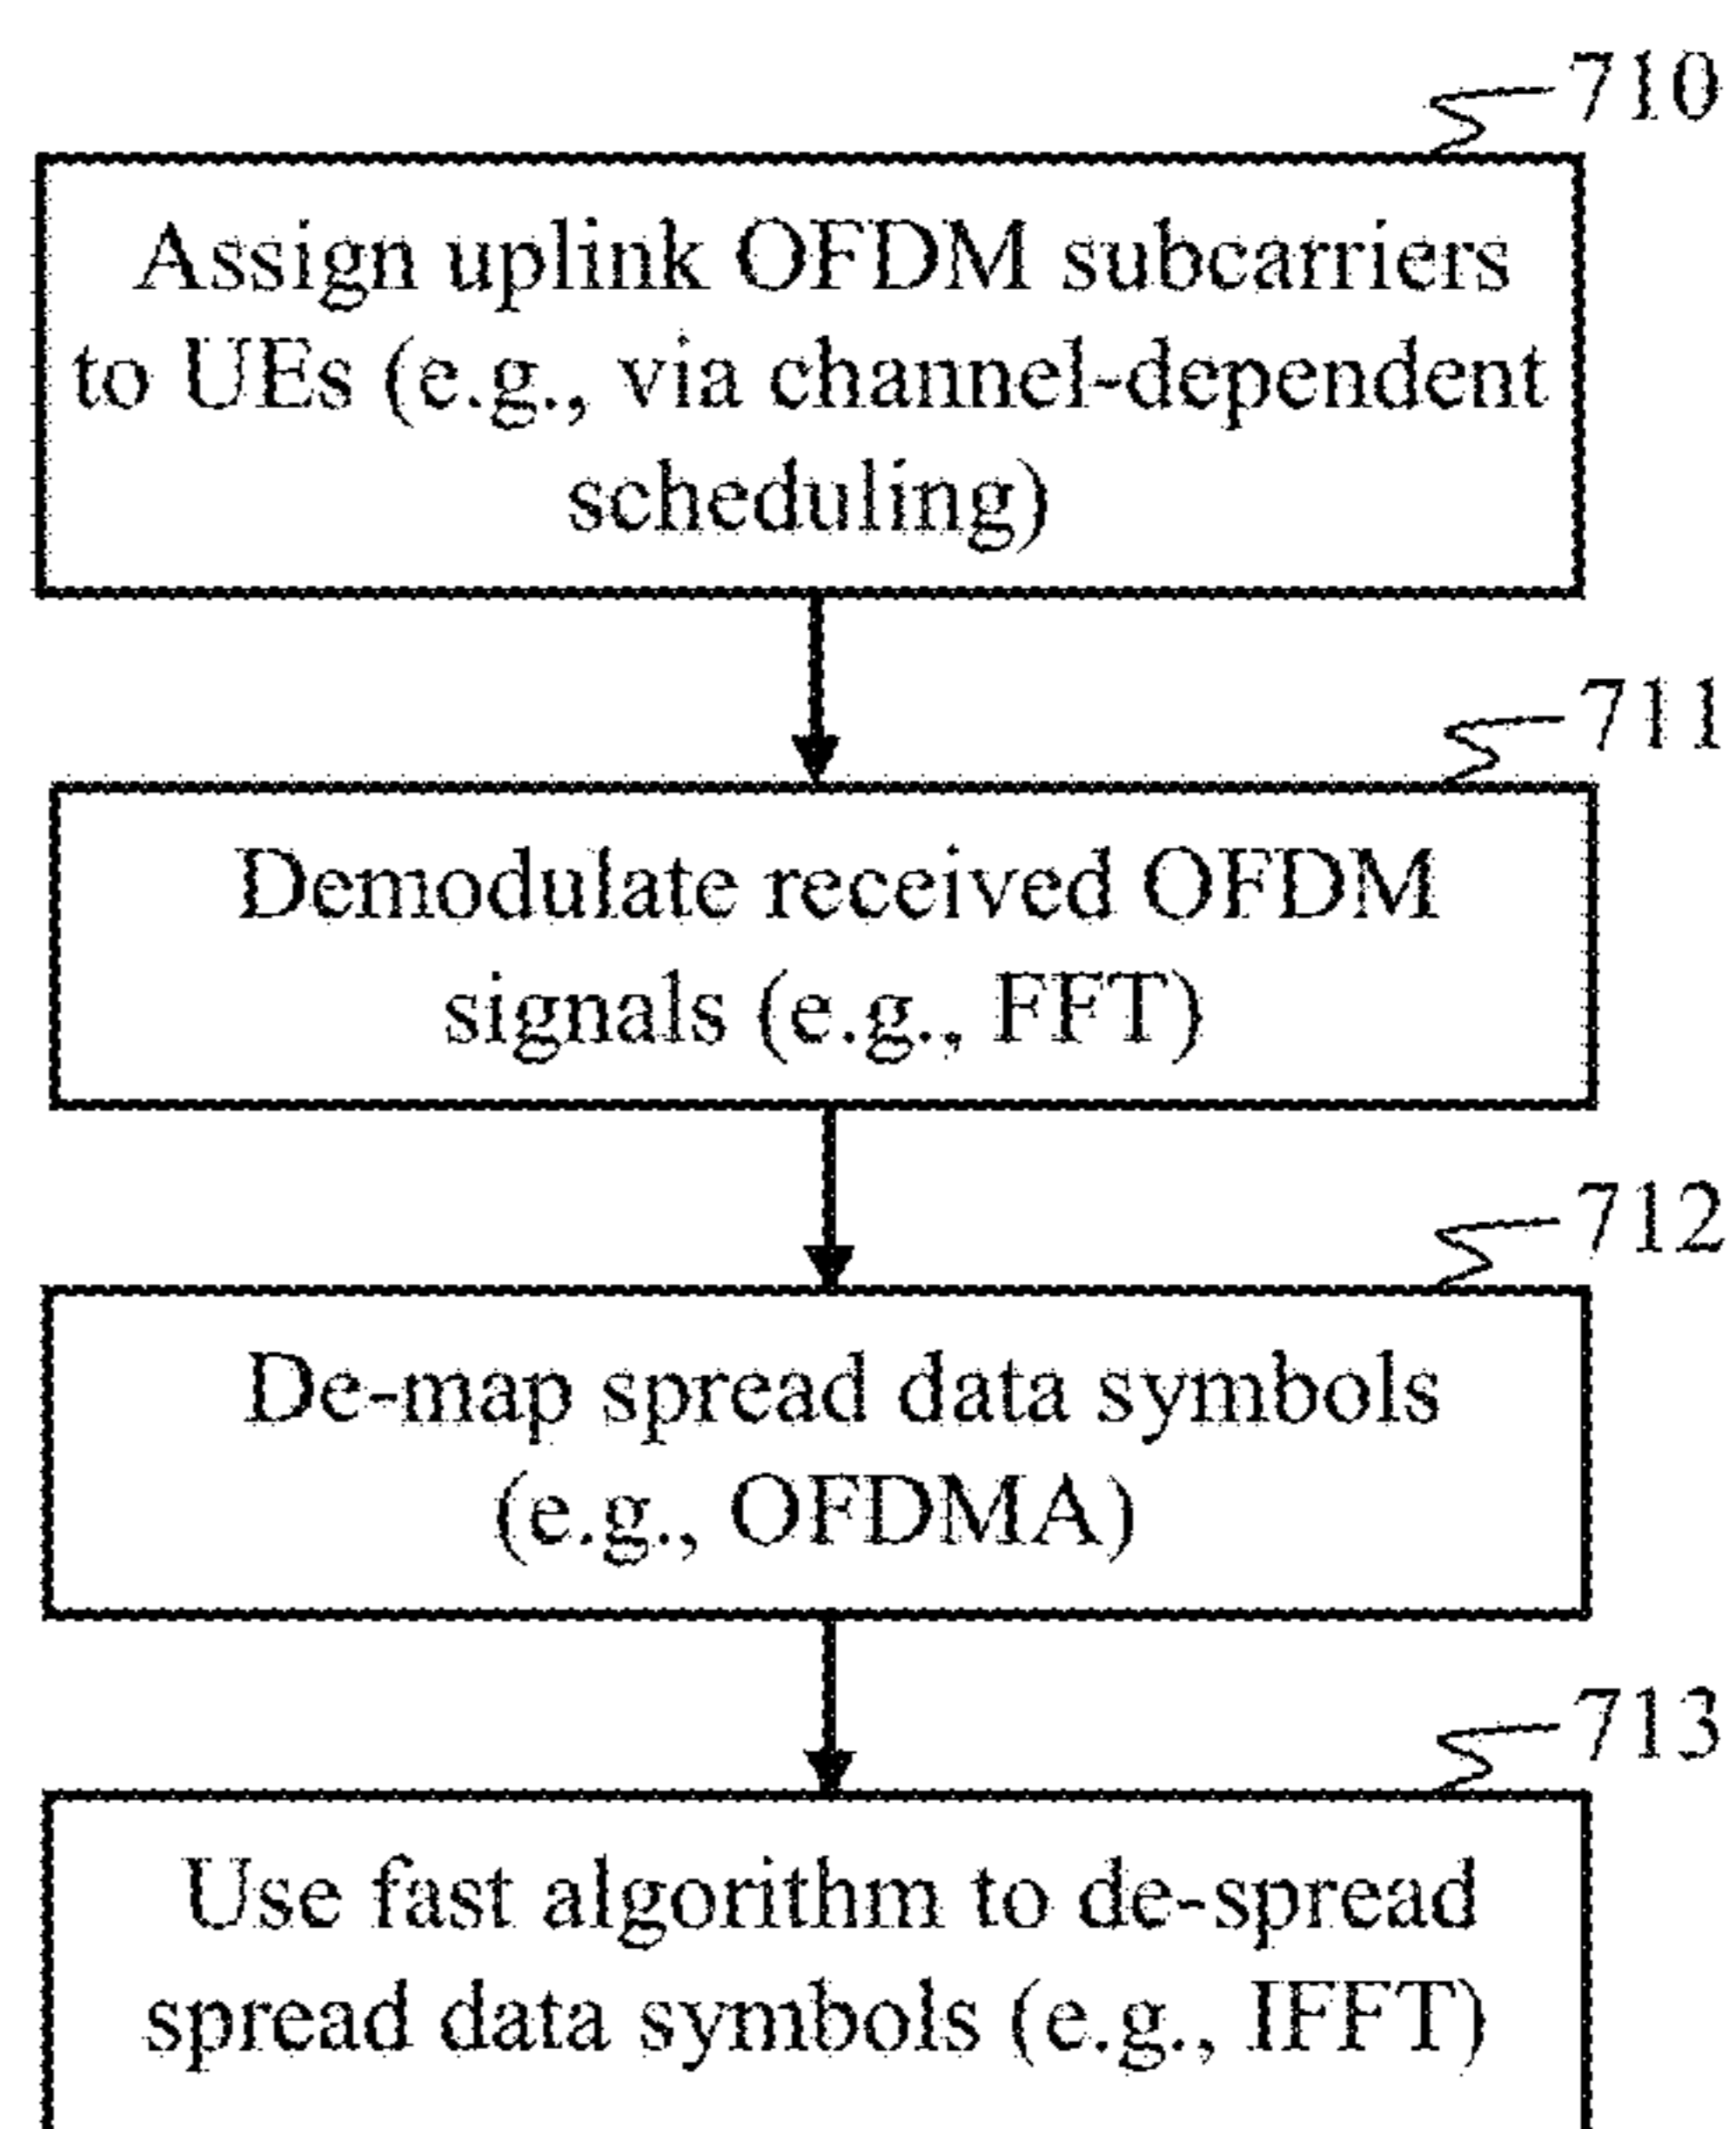 710
Assign uplink OFDM subcarriers
to UEs (e.g., via channel-dependent
scheduling)
711
Demodulate received OFDM
signals (e.g., FFT)
712
De-map spread data symbols
(e.g., OFDMA)
713
Use fast algorithm to de-spread
spread data symbols (e.g., IFFT)